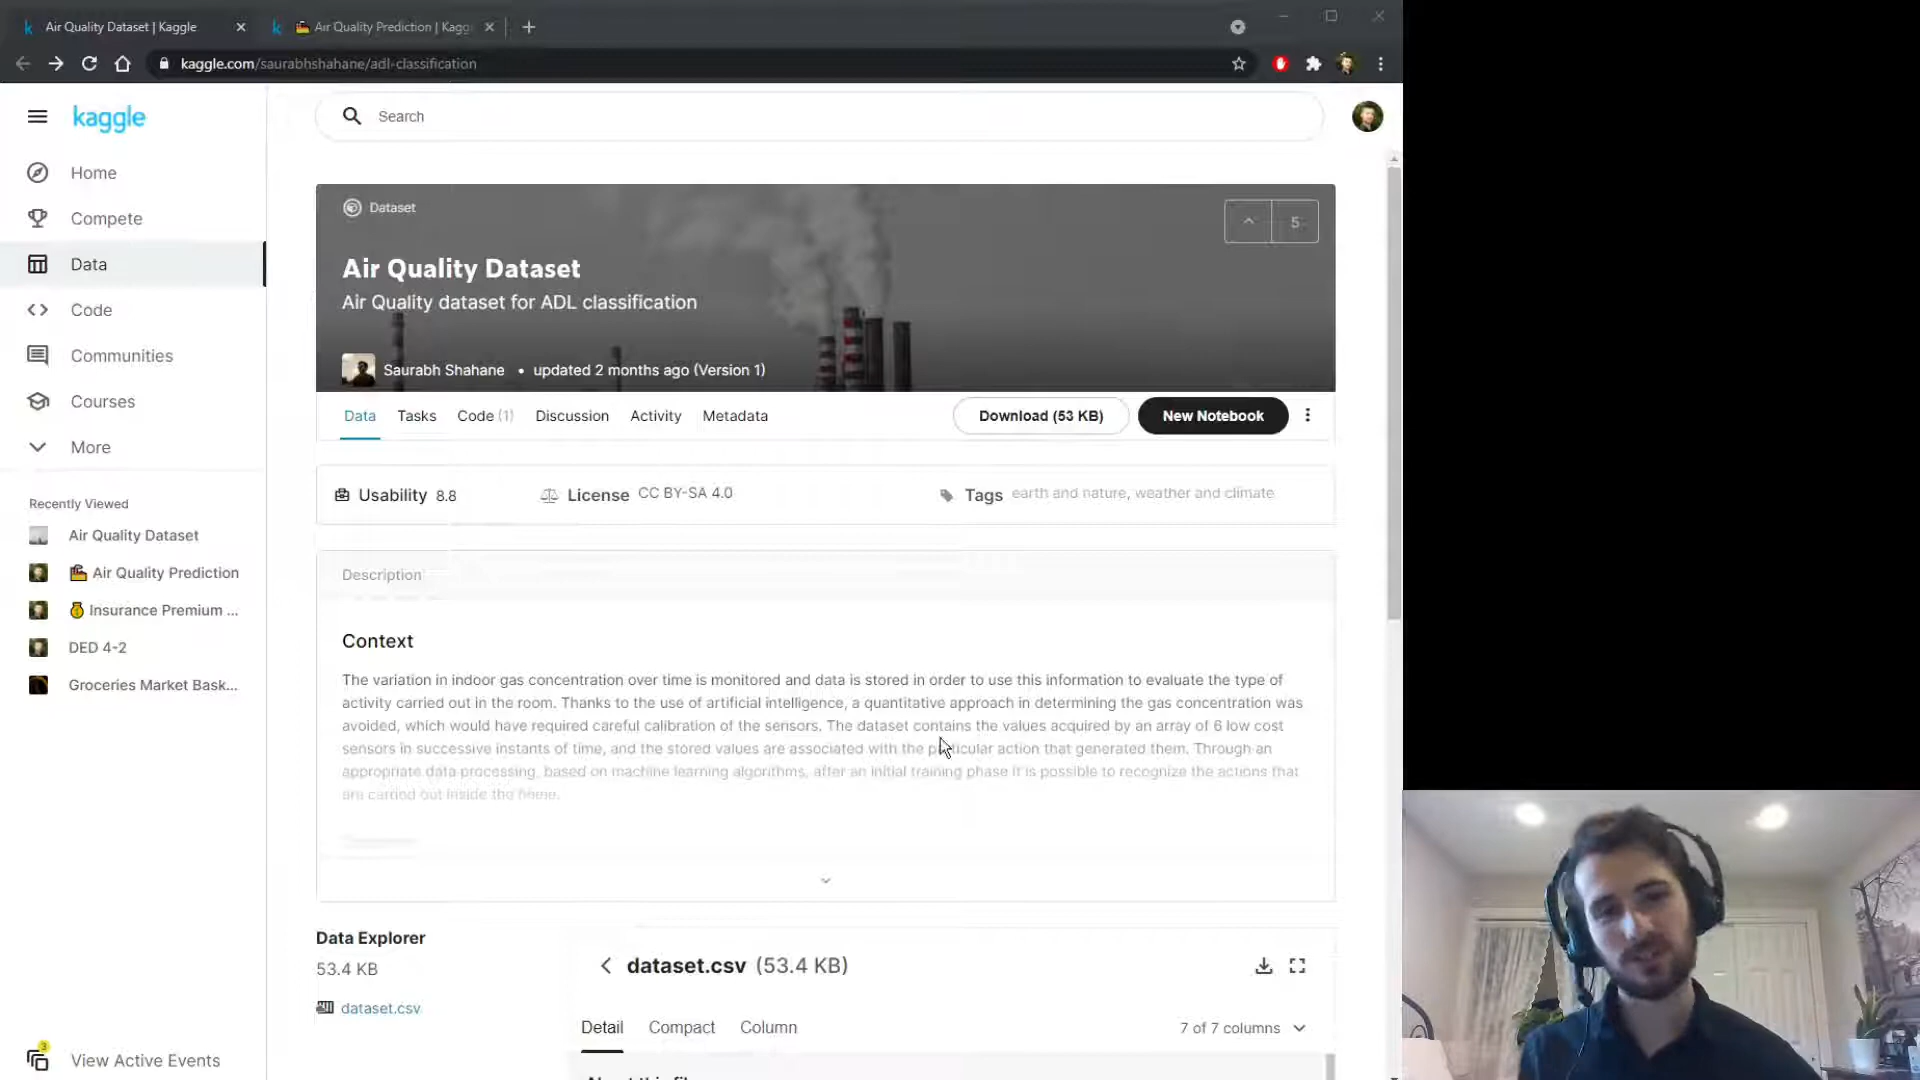 Air Quality Dataset | Kaggle
Air Quality Prediction | Kagg
kaggle.com/saurabhshahane/adl-classification
kaggle
Search
Home
Compete
Data
Code
Communities
Courses
More
Recently Viewed
Air Quality Dataset
Air Quality Prediction
Insurance Premium ...
DED 4-2
Groceries Market Bask...
3
View Active Events
Dataset
5
Air Quality Dataset
Air Quality dataset for ADL classification
Saurabh Shahane • updated 2 months ago (Version 1)
Data Tasks Code (1) Discussion Activity Metadata
Download (53 KB)
New Notebook
Usability 8.8
License CC BY-SA 4.0
Tags earth and nature, weather and climate
Description
Context
The variation in indoor gas concentration over time is monitored and data is stored in order to use this information to evaluate the type of
activity carried out in the room. Thanks to the use of artificial intelligence, a quantitative approach in determining the gas concentration was
avoided, which would have required careful calibration of the sensors. The dataset contains the values acquired by an array of 6 low cost
sensors in successive instants of time, and the stored values are associated with the particular action that generated them. Through an
appropriate data processing, based on machine learning algorithms, after an initial training phase it is possible to recognize the actions that
are carried out inside the home.
Data Explorer
53.4 KB
dataset.csv
dataset.csv (53.4 KB)
Detail Compact Column
7 of 7 columns